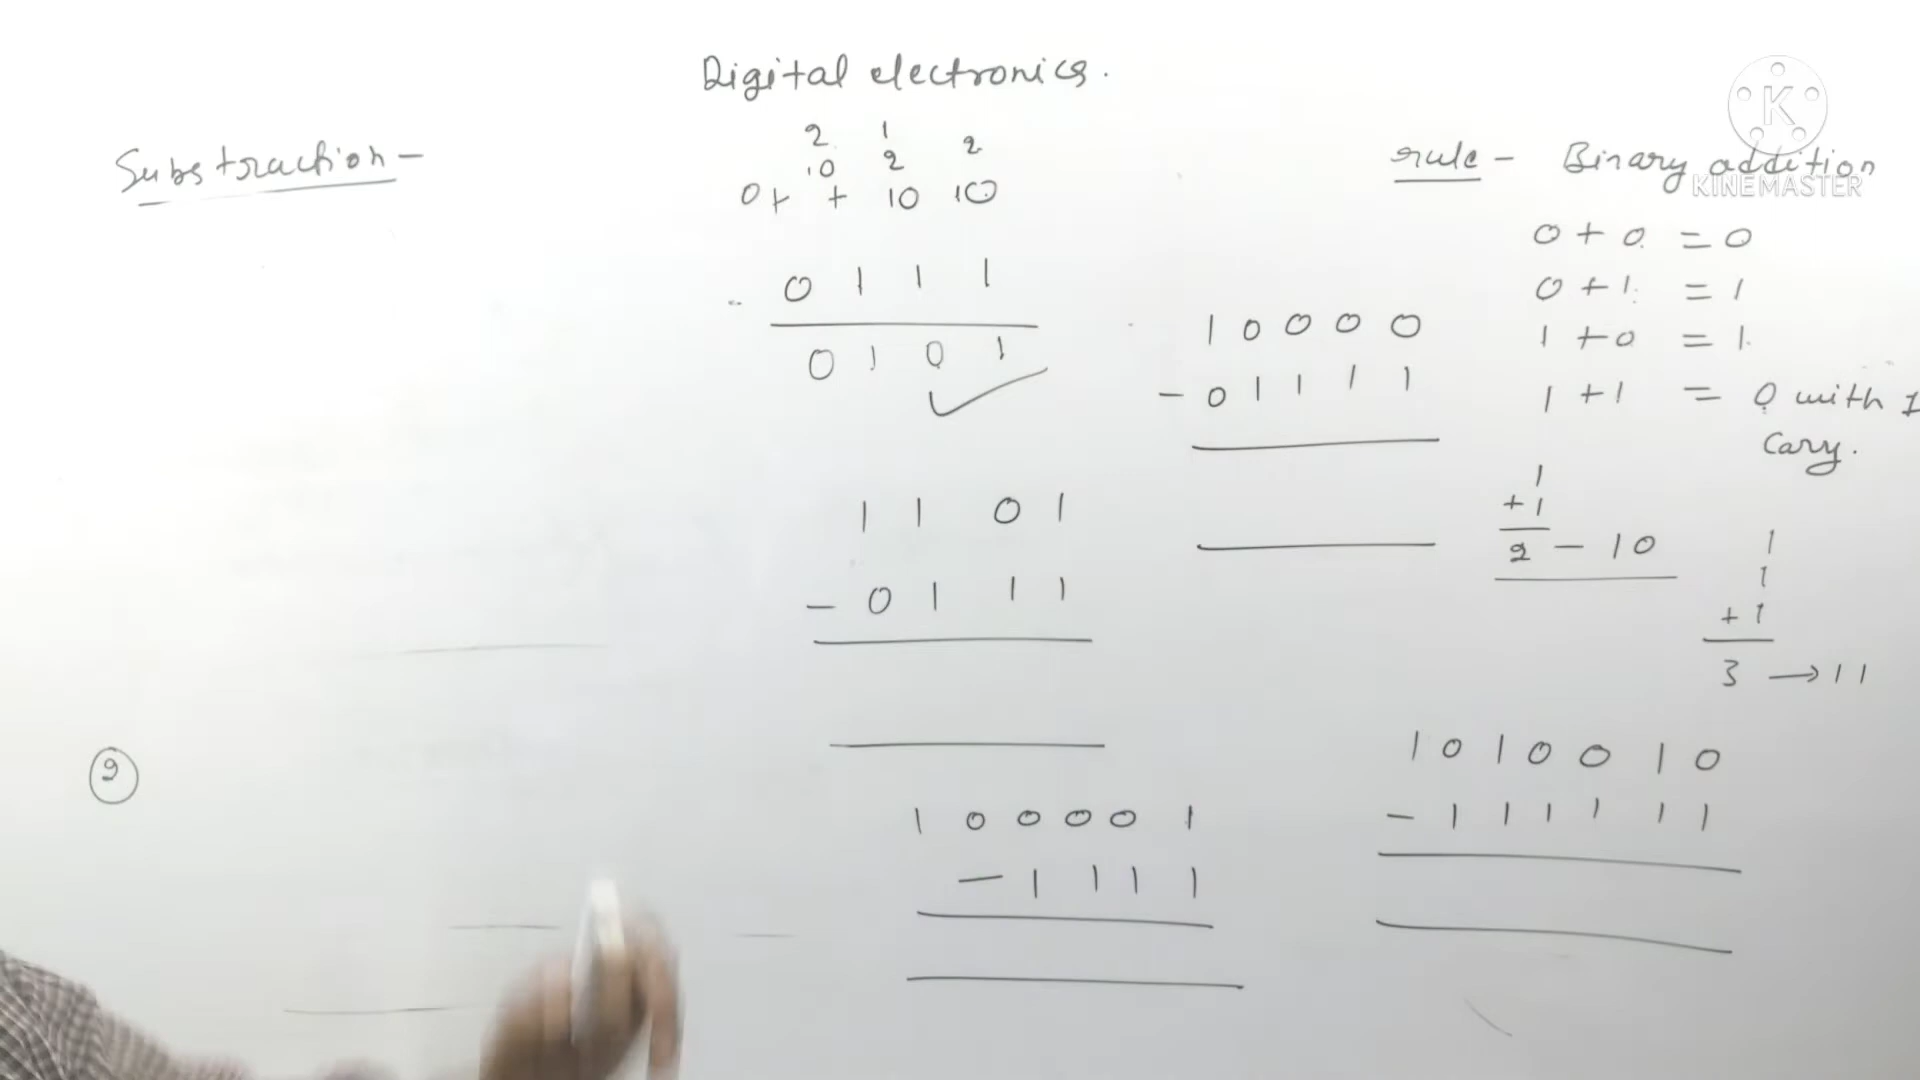 Digital electronics.
Substraction -
2 1 2
10 2
0 + + 10 10
0 1 1 1
0 1 0 1
1 0 0 0 0
- 0 1 1 1 1
1 1 0 1
- 0 1 1 1
1 0 0 0 0 1
- 1 1 1 1
2
K
KINEMASTER
rule - Binary addition
0 + 0 = 0
0 + 1 = 1
1 + 0 = 1
1 + 1 = 0 with 1
Cary.
1
+ 1
2 - 10
1
1
+ 1
3 → 11
1 0 1 0 0 1 0
- 1 1 1 1 1 1